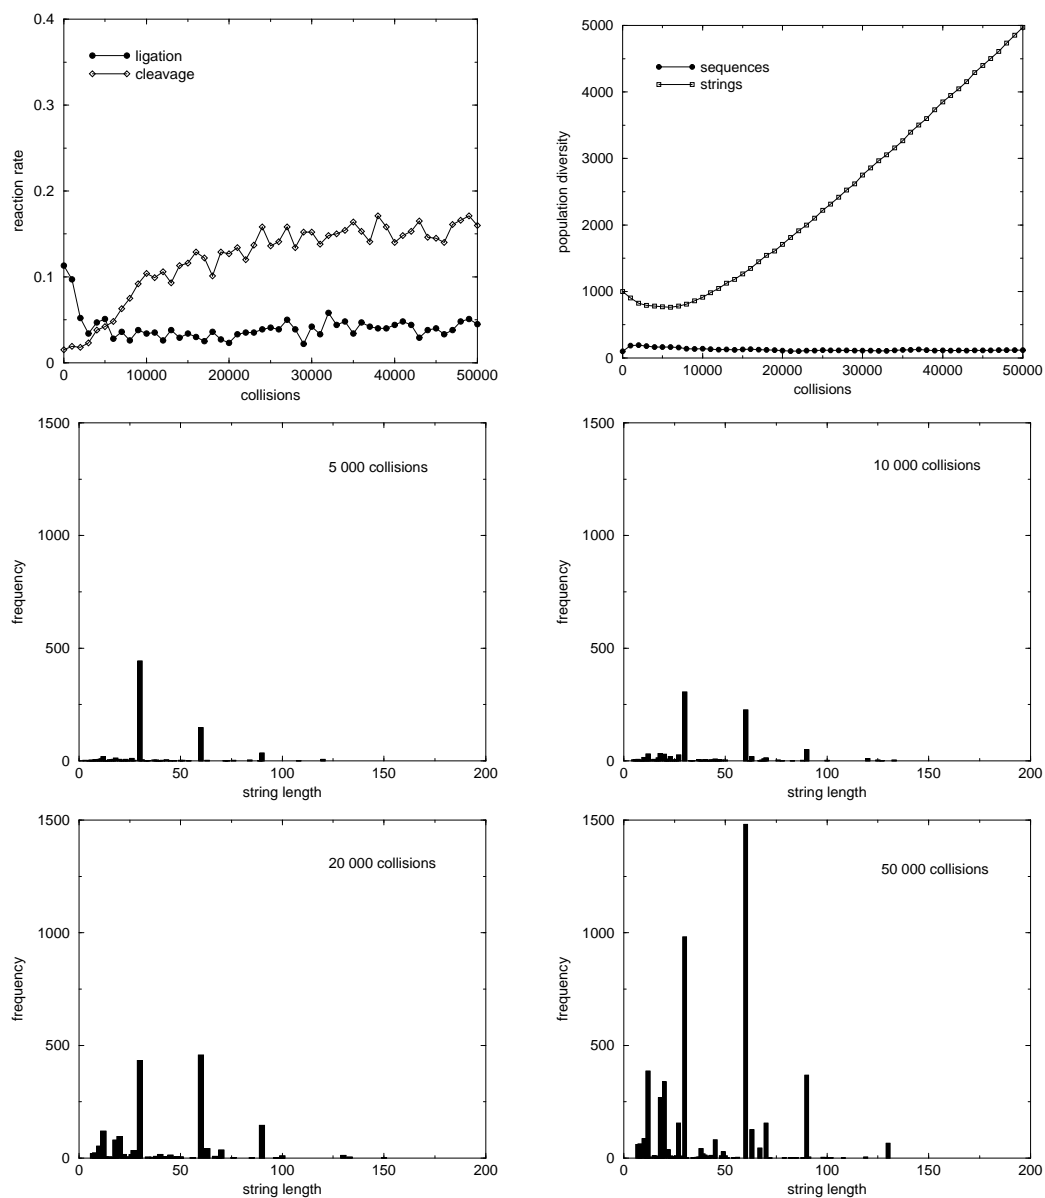 0.4
0.3
0.2
0.1
0
reaction rate
ligation
cleavage
0 10000 20000 30000 40000 50000
collisions
5000
4000
3000
2000
1000
0
population diversity
sequences
strings
0 10000 20000 30000 40000 50000
collisions
1500
1000
500
0
frequency
5 000 collisions
0 50 100 150 200
string length
1500
1000
500
0
frequency
10 000 collisions
0 50 100 150 200
string length
1500
1000
500
0
frequency
20 000 collisions
0 50 100 150 200
string length
1500
1000
500
0
frequency
50 000 collisions
0 50 100 150 200
string length